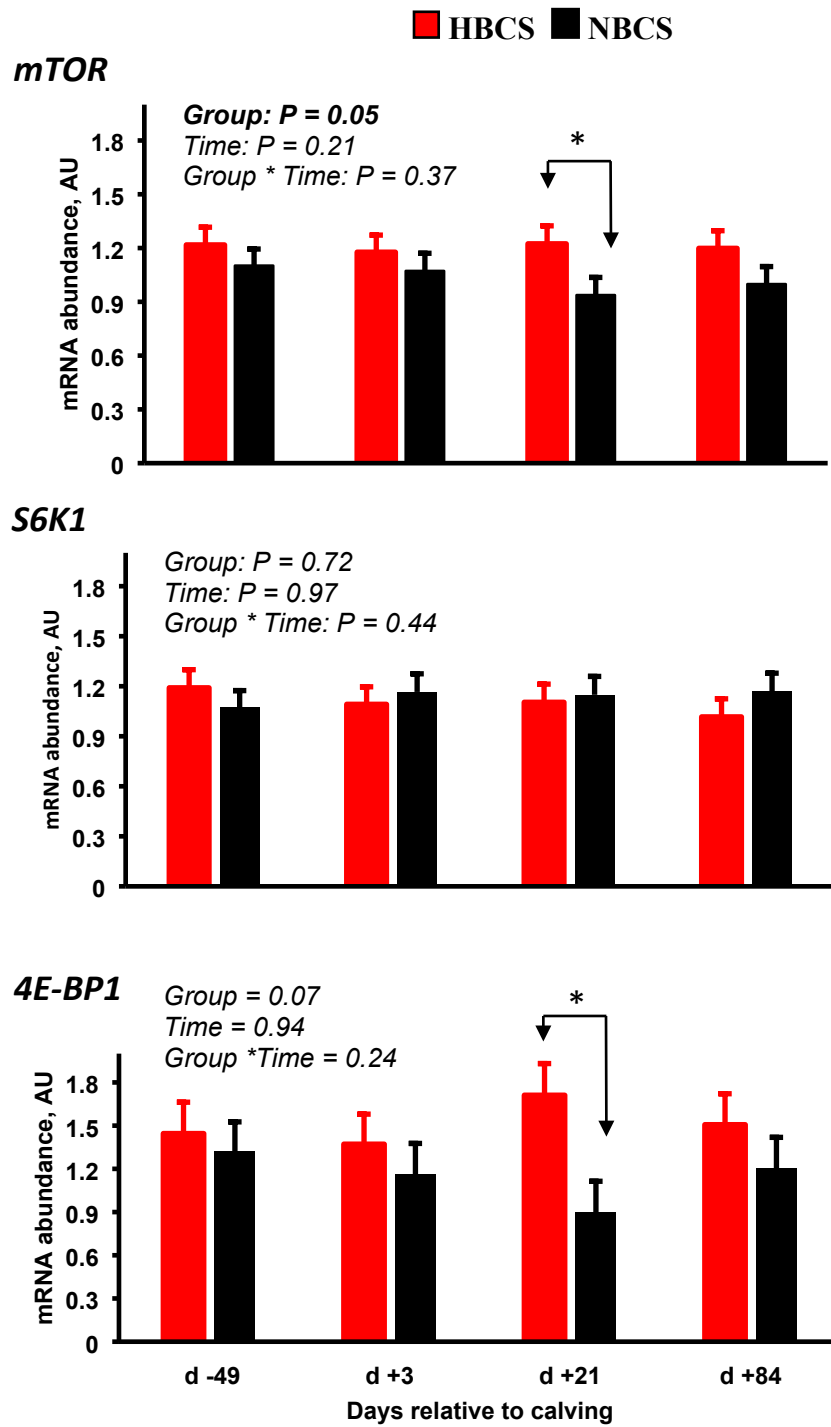 HBCS NBCS
mTOR
Group: P = 0.05
Time: P = 0.21
Group * Time: P = 0.37
*
mRNA abundance, AU
1.8
1.5
1.2
0.9
0.6
0.3
0
S6K1
Group: P = 0.72
Time: P = 0.97
Group * Time: P = 0.44
mRNA abundance, AU
1.8
1.5
1.2
0.9
0.6
0.3
0
4E-BP1
Group = 0.07
Time = 0.94
Group *Time = 0.24
*
mRNA abundance, AU
1.8
1.5
1.2
0.9
0.6
0.3
0
d -49 d +3 d +21 d +84
Days relative to calving